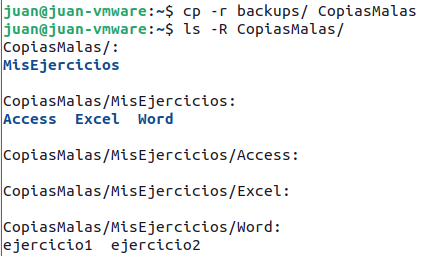 juan@juan-vmware:~$ cp -r backups/ CopiasMalas
juan@juan-vmware:~$ ls -R CopiasMalas/
CopiasMalas/:
MisEjercicios

CopiasMalas/MisEjercicios:
Access  Excel  Word

CopiasMalas/MisEjercicios/Access:

CopiasMalas/MisEjercicios/Excel:

CopiasMalas/MisEjercicios/Word:
ejercicio1  ejercicio2